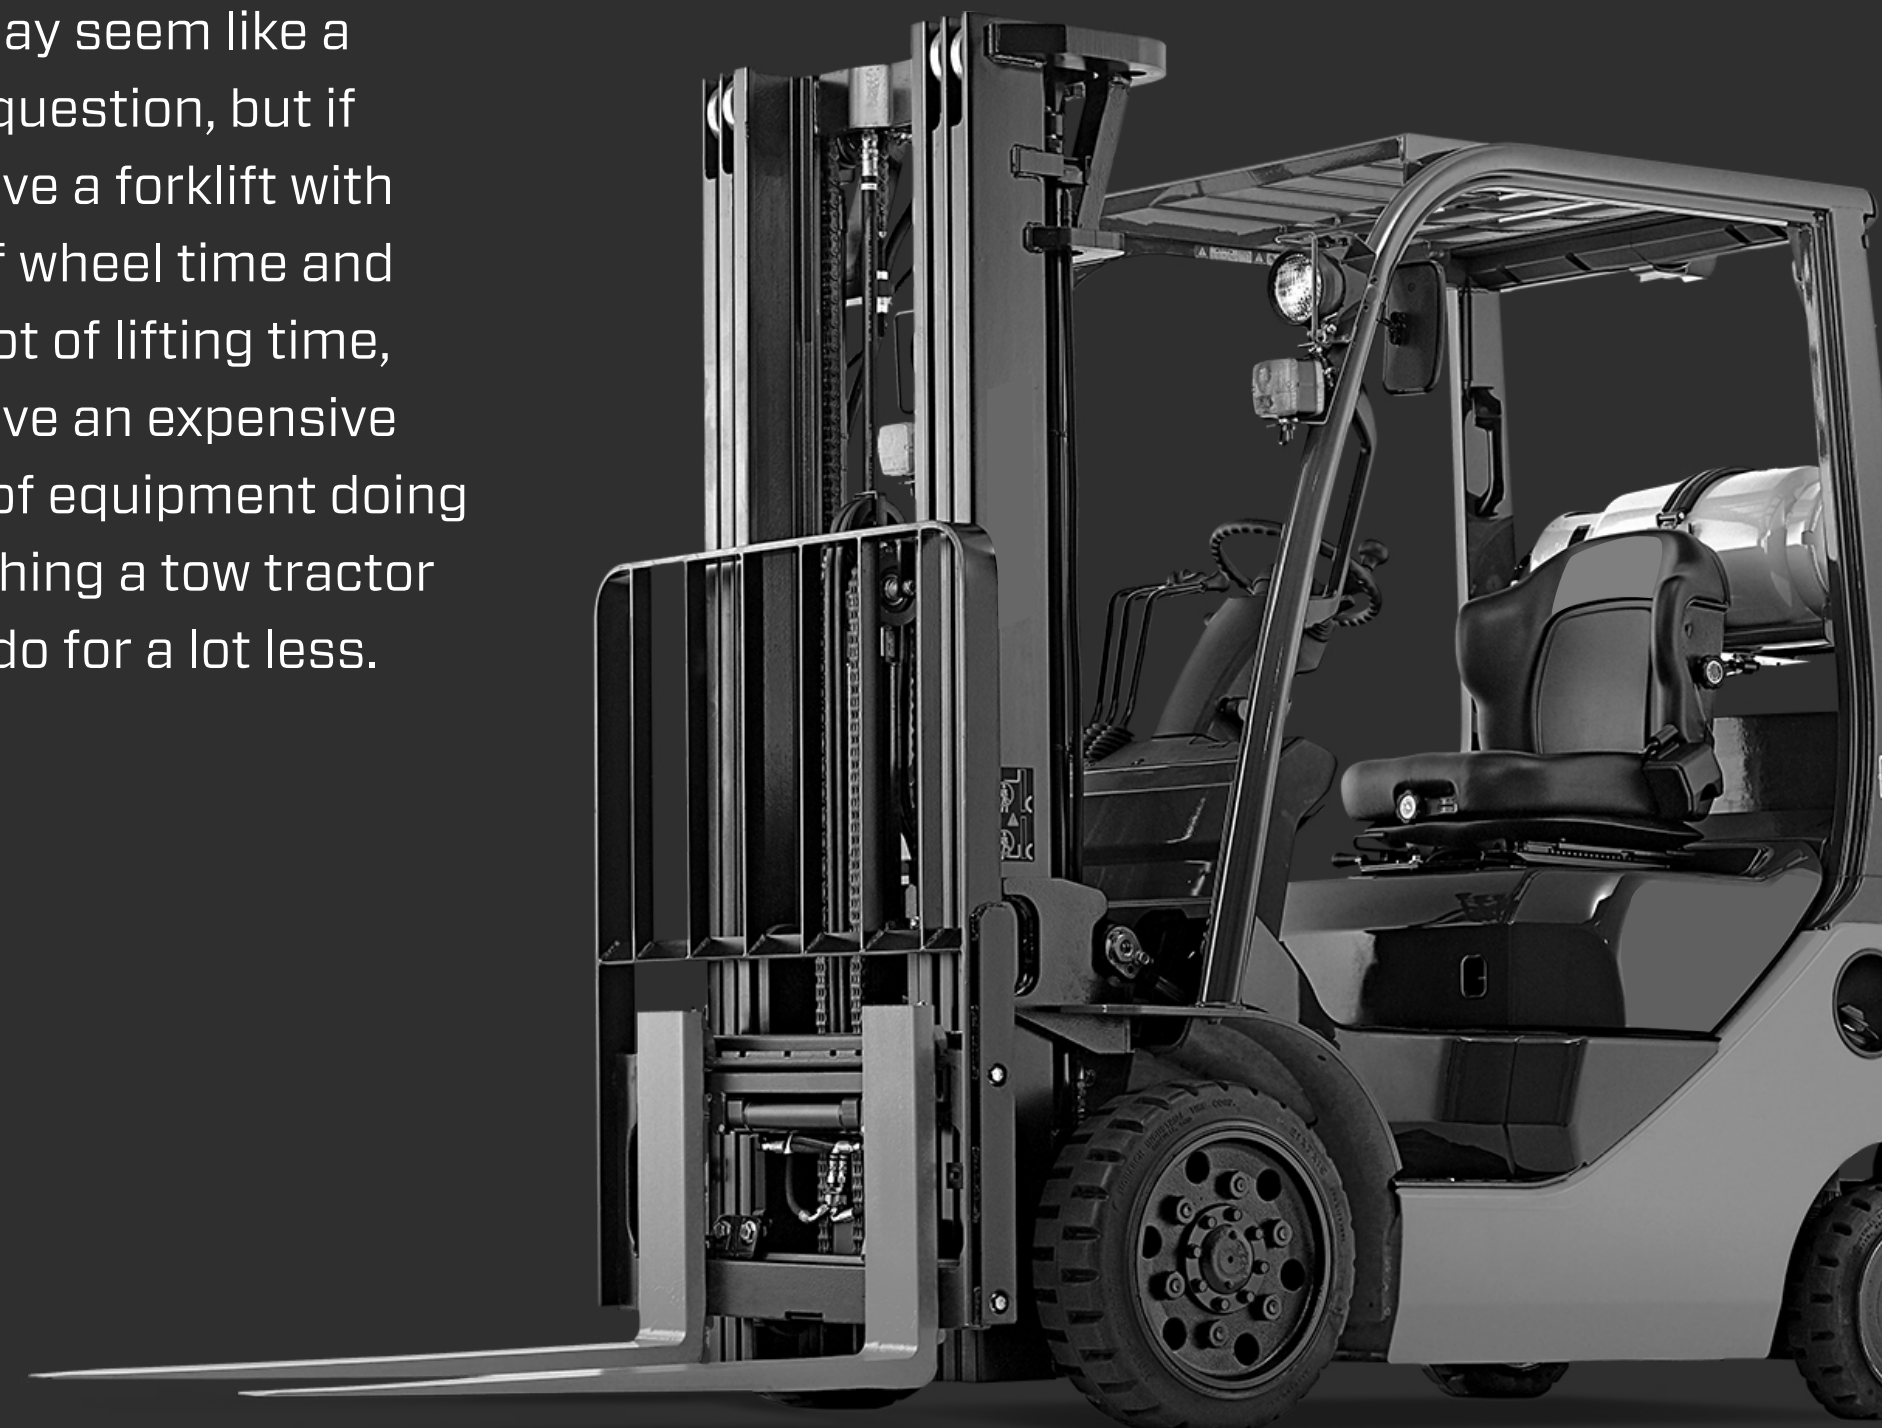 ay seem like a
question, but if
ve a forklift with
f wheel time and
ot of lifting time,
ve an expensive
of equipment doing
hing a tow tractor
do for a lot less.